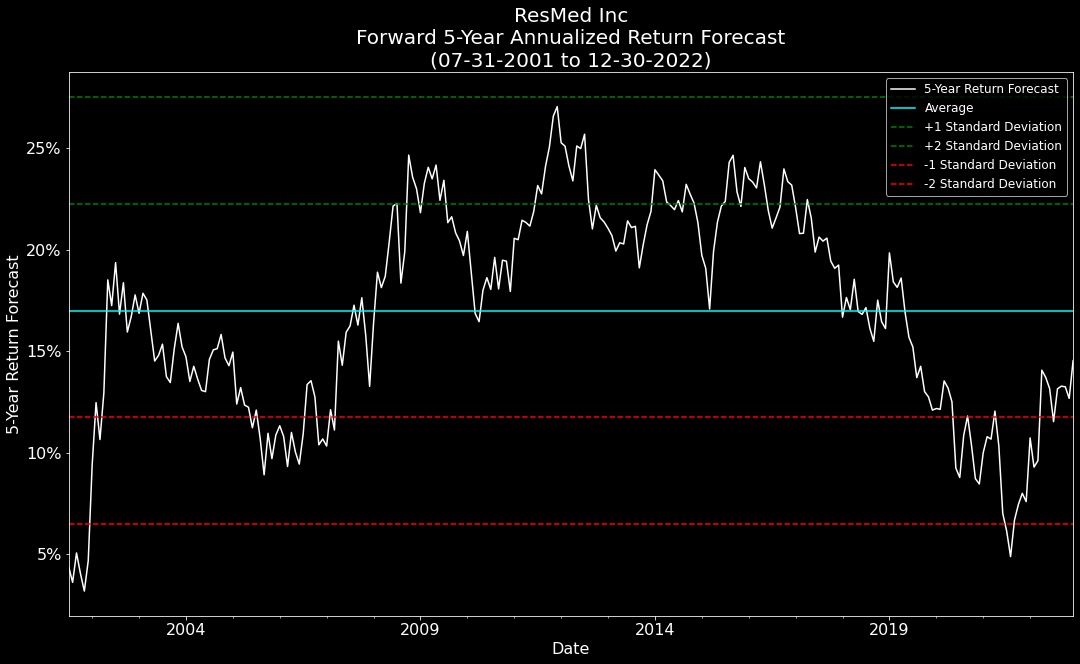 ResMed Inc
Forward 5-Year Annualized Return Forecast
(07-31-2001 to 12-30-2022)
5-Year Return Forecast
Average
+1 Standard Deviation
+2 Standard Deviation
-1 Standard Deviation
-2 Standard Deviation
25%
20%
15%
10%
5%
5-Year Return Forecast
2004
2009
2014
2019
Date